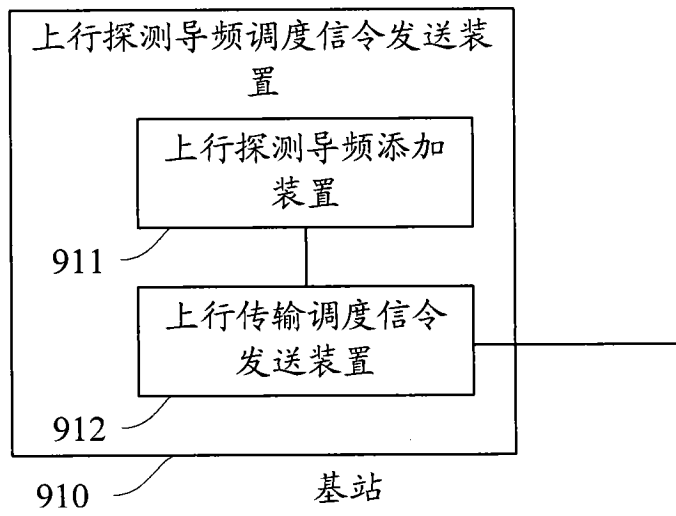 上行探测导频调度信令发送装
置
上行探测导频添加
装置
911
上行传输调度信令
发送装置
912
910
基站